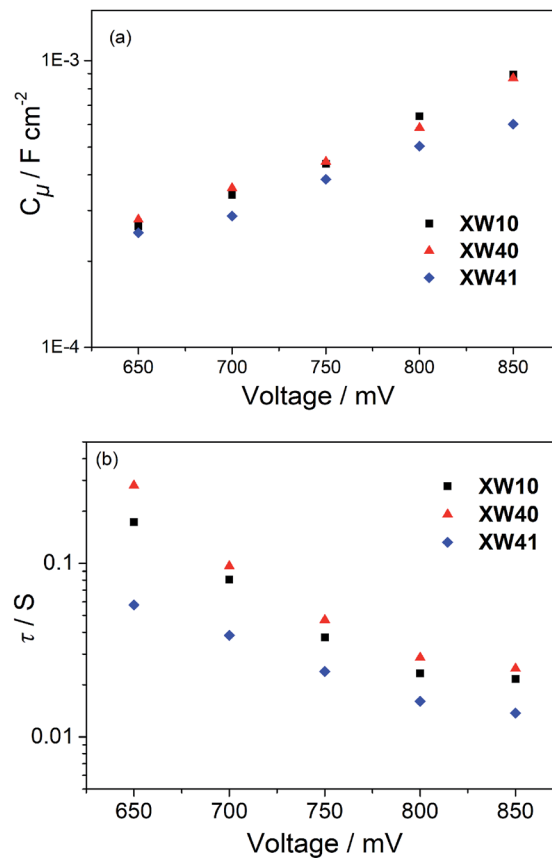 (a)
1E-3
C_μ / F cm⁻²
XW10
XW40
XW41
1E-4
650 700 750 800 850
Voltage / mV
(b)
XW10
XW40
XW41
0.1
τ / S
0.01
650 700 750 800 850
Voltage / mV